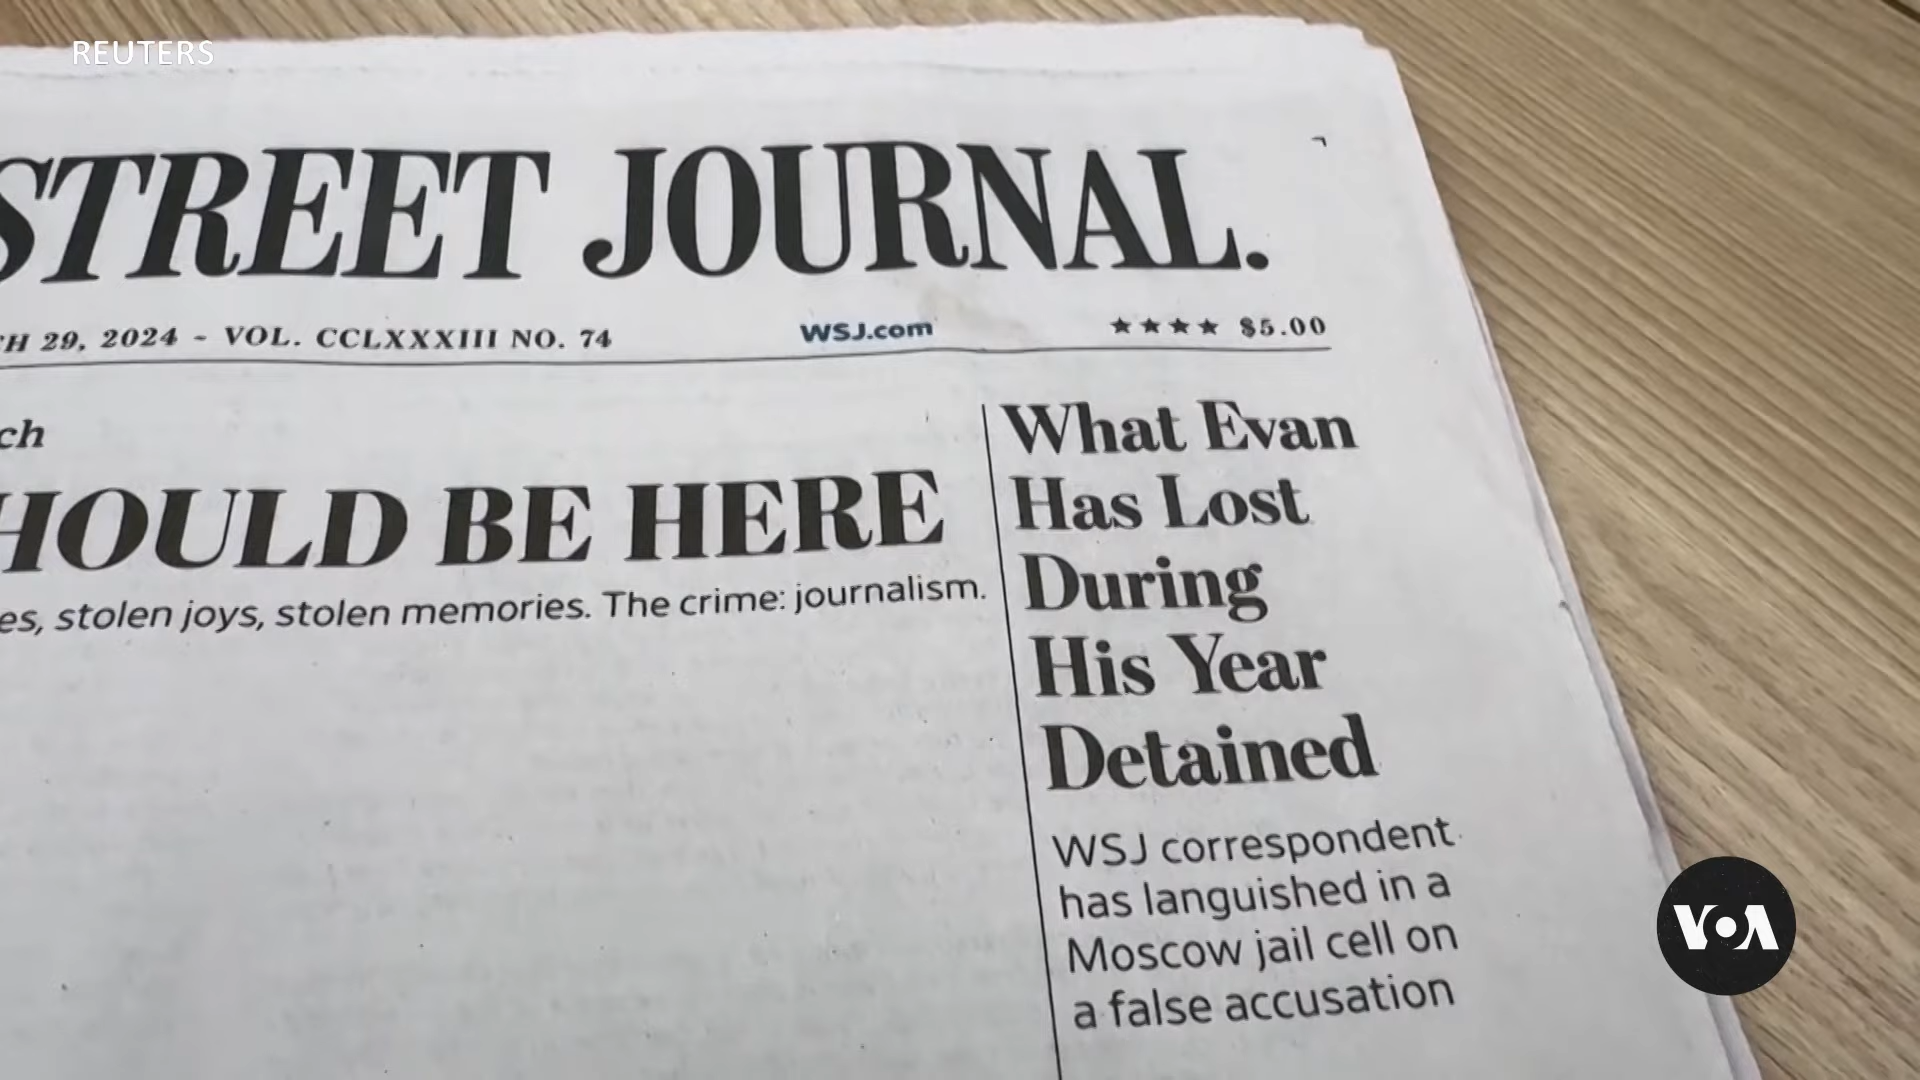 REUTERS
STREET JOURNAL.
CH 29, 2024 - VOL. CCLXXXIII NO. 74
WSJ.com
★★★★ $5.00
ch
HOULD BE HERE
es, stolen joys, stolen memories. The crime: journalism.
What Evan
Has Lost
During
His Year
Detained
WSJ correspondent
has languished in a
Moscow jail cell on
a false accusation
VOA